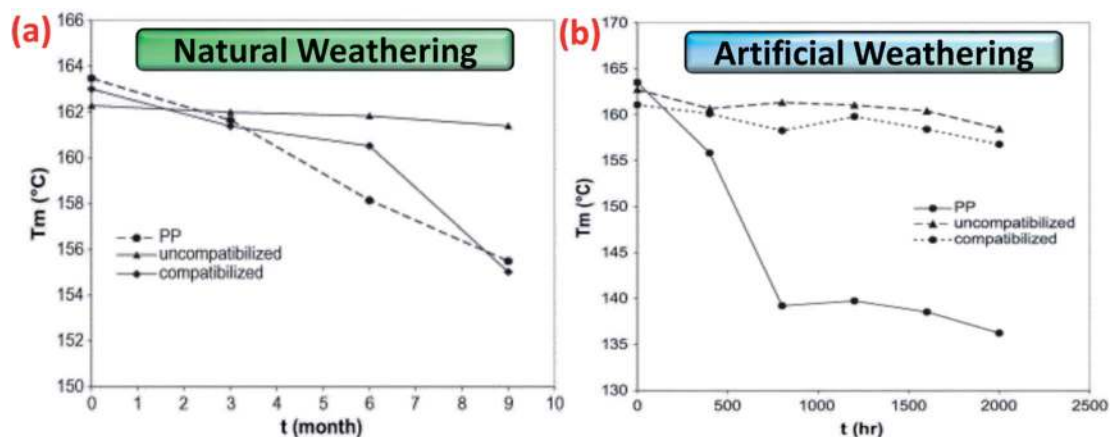 (a)
Natural Weathering
166
164
162
160
158
156
154
152
150
Tm (°C)
PP
uncompatibilized
compatibilized
0 1 2 3 4 5 6 7 8 9 10
t (month)
(b)
Artificial Weathering
170
165
160
155
150
145
140
135
130
Tm (°C)
PP
uncompatibilized
compatibilized
0 500 1000 1500 2000 2500
t (hr)